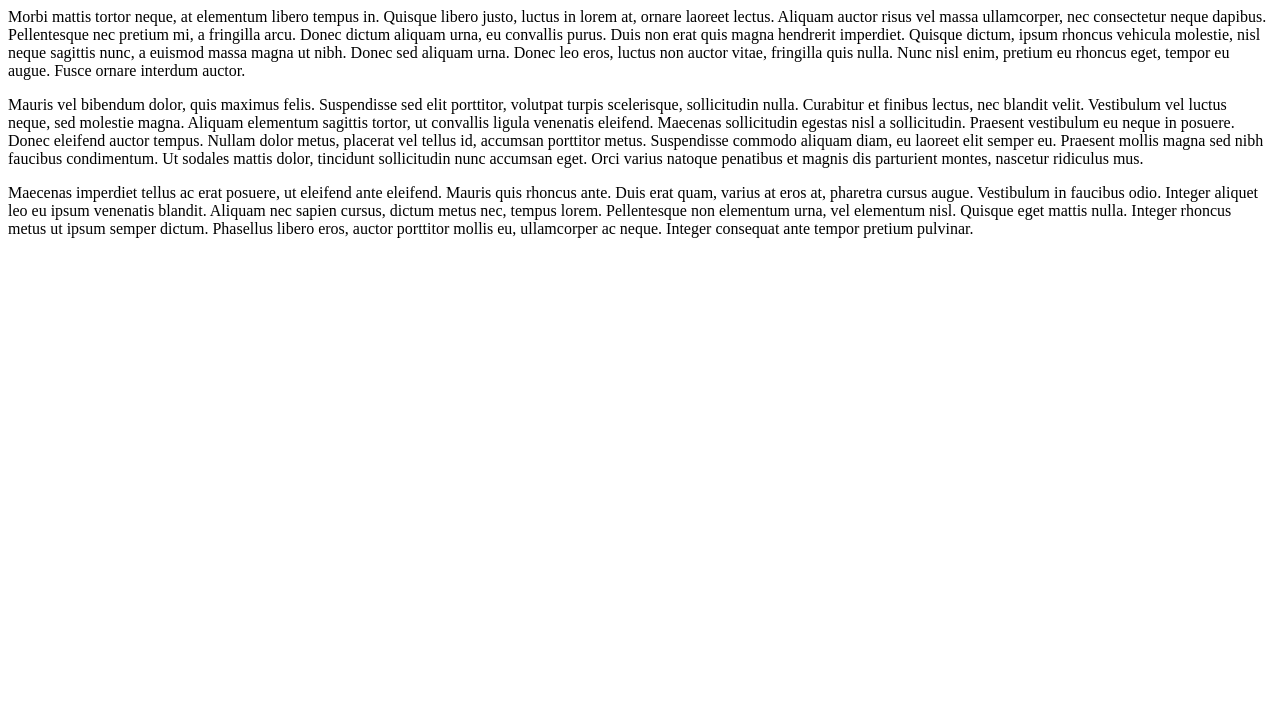 Morbi mattis tortor neque, at elementum libero tempus in. Quisque libero justo, luctus in lorem at, ornare laoreet lectus. Aliquam auctor risus vel massa ullamcorper, nec consectetur neque dapibus.
Pellentesque nec pretium mi, a fringilla arcu. Donec dictum aliquam urna, eu convallis purus. Duis non erat quis magna hendrerit imperdiet. Quisque dictum, ipsum rhoncus vehicula molestie, nisl
neque sagittis nunc, a euismod massa magna ut nibh. Donec sed aliquam urna. Donec leo eros, luctus non auctor vitae, fringilla quis nulla. Nunc nisl enim, pretium eu rhoncus eget, tempor eu
augue. Fusce ornare interdum auctor.
Mauris vel bibendum dolor, quis maximus felis. Suspendisse sed elit porttitor, volutpat turpis scelerisque, sollicitudin nulla. Curabitur et finibus lectus, nec blandit velit. Vestibulum vel luctus
neque, sed molestie magna. Aliquam elementum sagittis tortor, ut convallis ligula venenatis eleifend. Maecenas sollicitudin egestas nisl a sollicitudin. Praesent vestibulum eu neque in posuere.
Donec eleifend auctor tempus. Nullam dolor metus, placerat vel tellus id, accumsan porttitor metus. Suspendisse commodo aliquam diam, eu laoreet elit semper eu. Praesent mollis magna sed nibh
faucibus condimentum. Ut sodales mattis dolor, tincidunt sollicitudin nunc accumsan eget. Orci varius natoque penatibus et magnis dis parturient montes, nascetur ridiculus mus.
Maecenas imperdiet tellus ac erat posuere, ut eleifend ante eleifend. Mauris quis rhoncus ante. Duis erat quam, varius at eros at, pharetra cursus augue. Vestibulum in faucibus odio. Integer aliquet
leo eu ipsum venenatis blandit. Aliquam nec sapien cursus, dictum metus nec, tempus lorem. Pellentesque non elementum urna, vel elementum nisl. Quisque eget mattis nulla. Integer rhoncus
metus ut ipsum semper dictum. Phasellus libero eros, auctor porttitor mollis eu, ullamcorper ac neque. Integer consequat ante tempor pretium pulvinar.